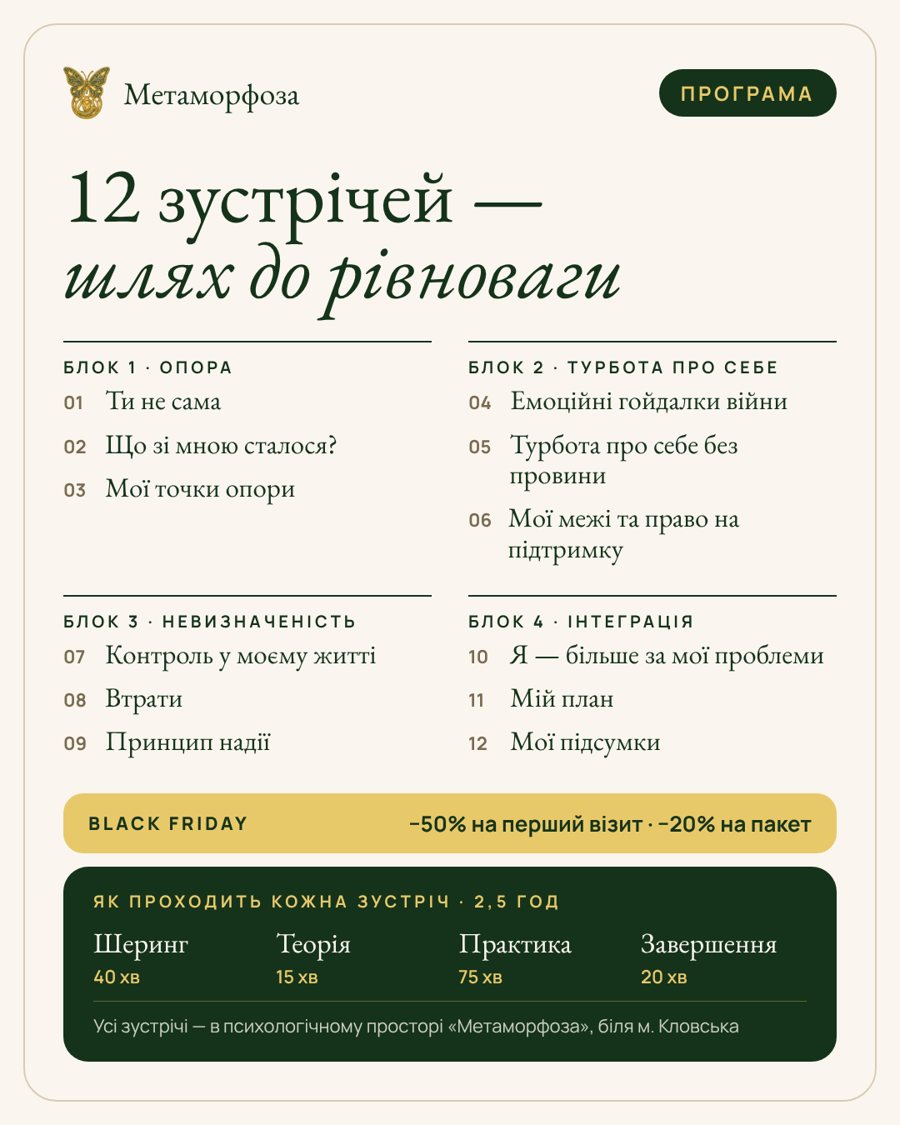 Метаморфоза
ПРОГРАМА
12 зустрічей —
шлях до рівноваги
БЛОК 1 · ОПОРА
01 Ти не сама
02 Що зі мною сталося?
03 Мої точки опори
БЛОК 2 · ТУРБОТА ПРО СЕБЕ
04 Емоційні гойдалки війни
05 Турбота про себе без
провини
06 Мої межі та право на
підтримку
БЛОК 3 · НЕВИЗНАЧЕНІСТЬ
07 Контроль у моєму житті
08 Втрати
09 Принцип надії
БЛОК 4 · ІНТЕГРАЦІЯ
10 Я — більше за мої проблеми
11 Мій план
12 Мої підсумки
BLACK FRIDAY
−50% на перший візит · −20% на пакет
ЯК ПРОХОДИТЬ КОЖНА ЗУСТРІЧ · 2,5 ГОД
Шеринг Теорія Практика Завершення
40 хв 15 хв 75 хв 20 хв
Усі зустрічі — в психологічному просторі «Метаморфоза», біля м. Кловська